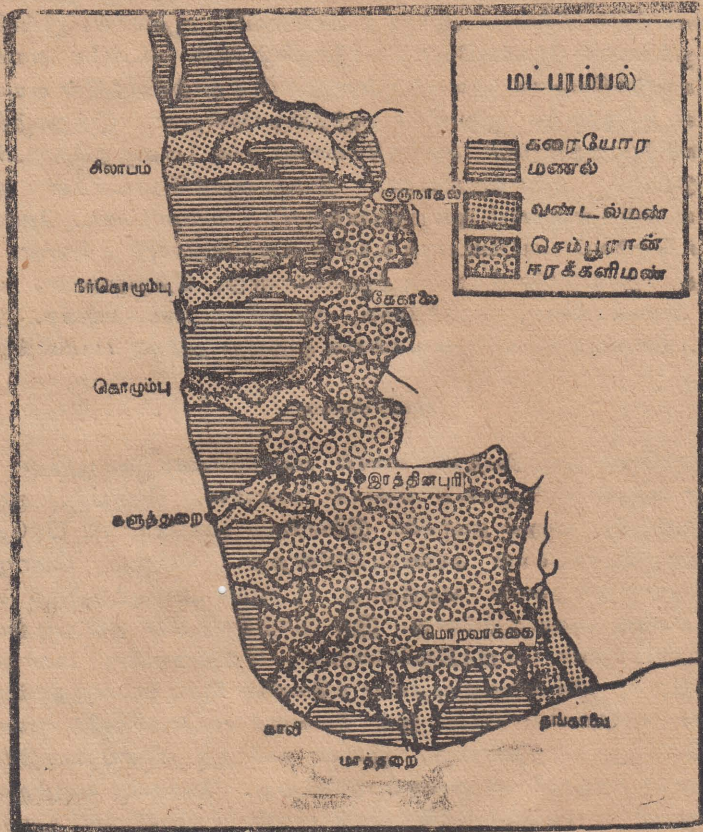 மட்பரம்பல்
கரையோர
மணல்
வண்டல்மண்
செம்பூரான்
ஈரக்களிமண்
சிலாபம்
குருநாகல்
நீர்கொழும்பு
கேகாலை
கொழும்பு
இரத்தினபுரி
களுத்துறை
மொறவாக்கை
காலி
தங்காலை
மாத்தறை